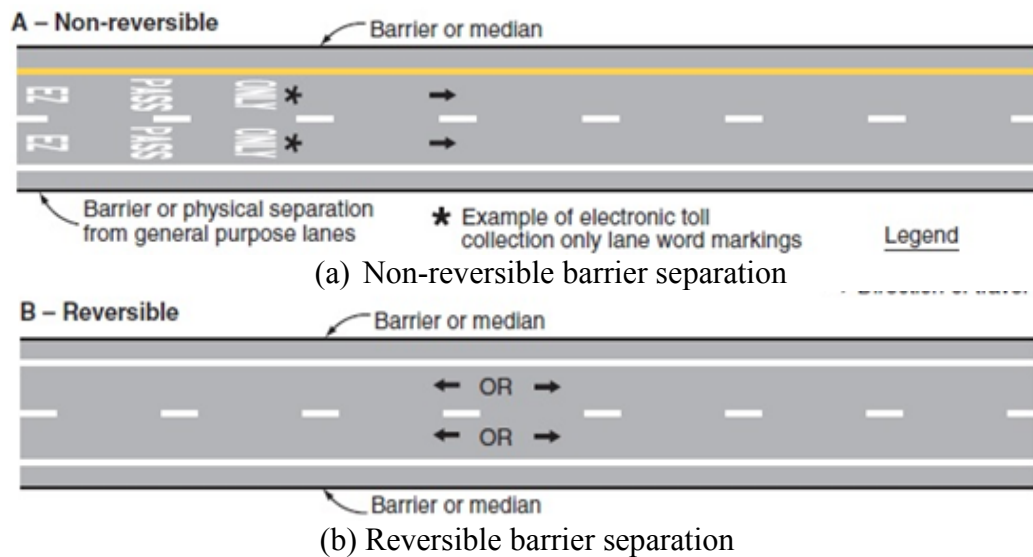 A – Non-reversible
Barrier or median
EZ PASS ONLY *
EZ PASS ONLY *
Barrier or physical separation
from general purpose lanes
* Example of electronic toll
collection only lane word markings
Legend
(a) Non-reversible barrier separation
B – Reversible
Barrier or median
OR
OR
Barrier or median
(b) Reversible barrier separation